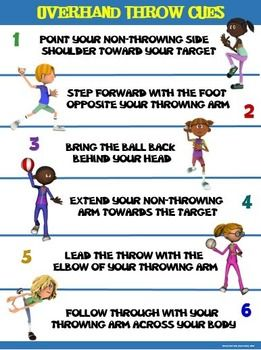 OVERHAND THROW CUES
1
POINT YOUR NON-THROWING SIDE
SHOULDER TOWARD YOUR TARGET
STEP FORWARD WITH THE FOOT
OPPOSITE YOUR THROWING ARM
2
3
BRING THE BALL BACK
BEHIND YOUR HEAD
EXTEND YOUR NON-THROWING
ARM TOWARDS THE TARGET
4
5
LEAD THE THROW WITH THE
ELBOW OF YOUR THROWING ARM
FOLLOW THROUGH WITH YOUR
THROWING ARM ACROSS YOUR BODY
6